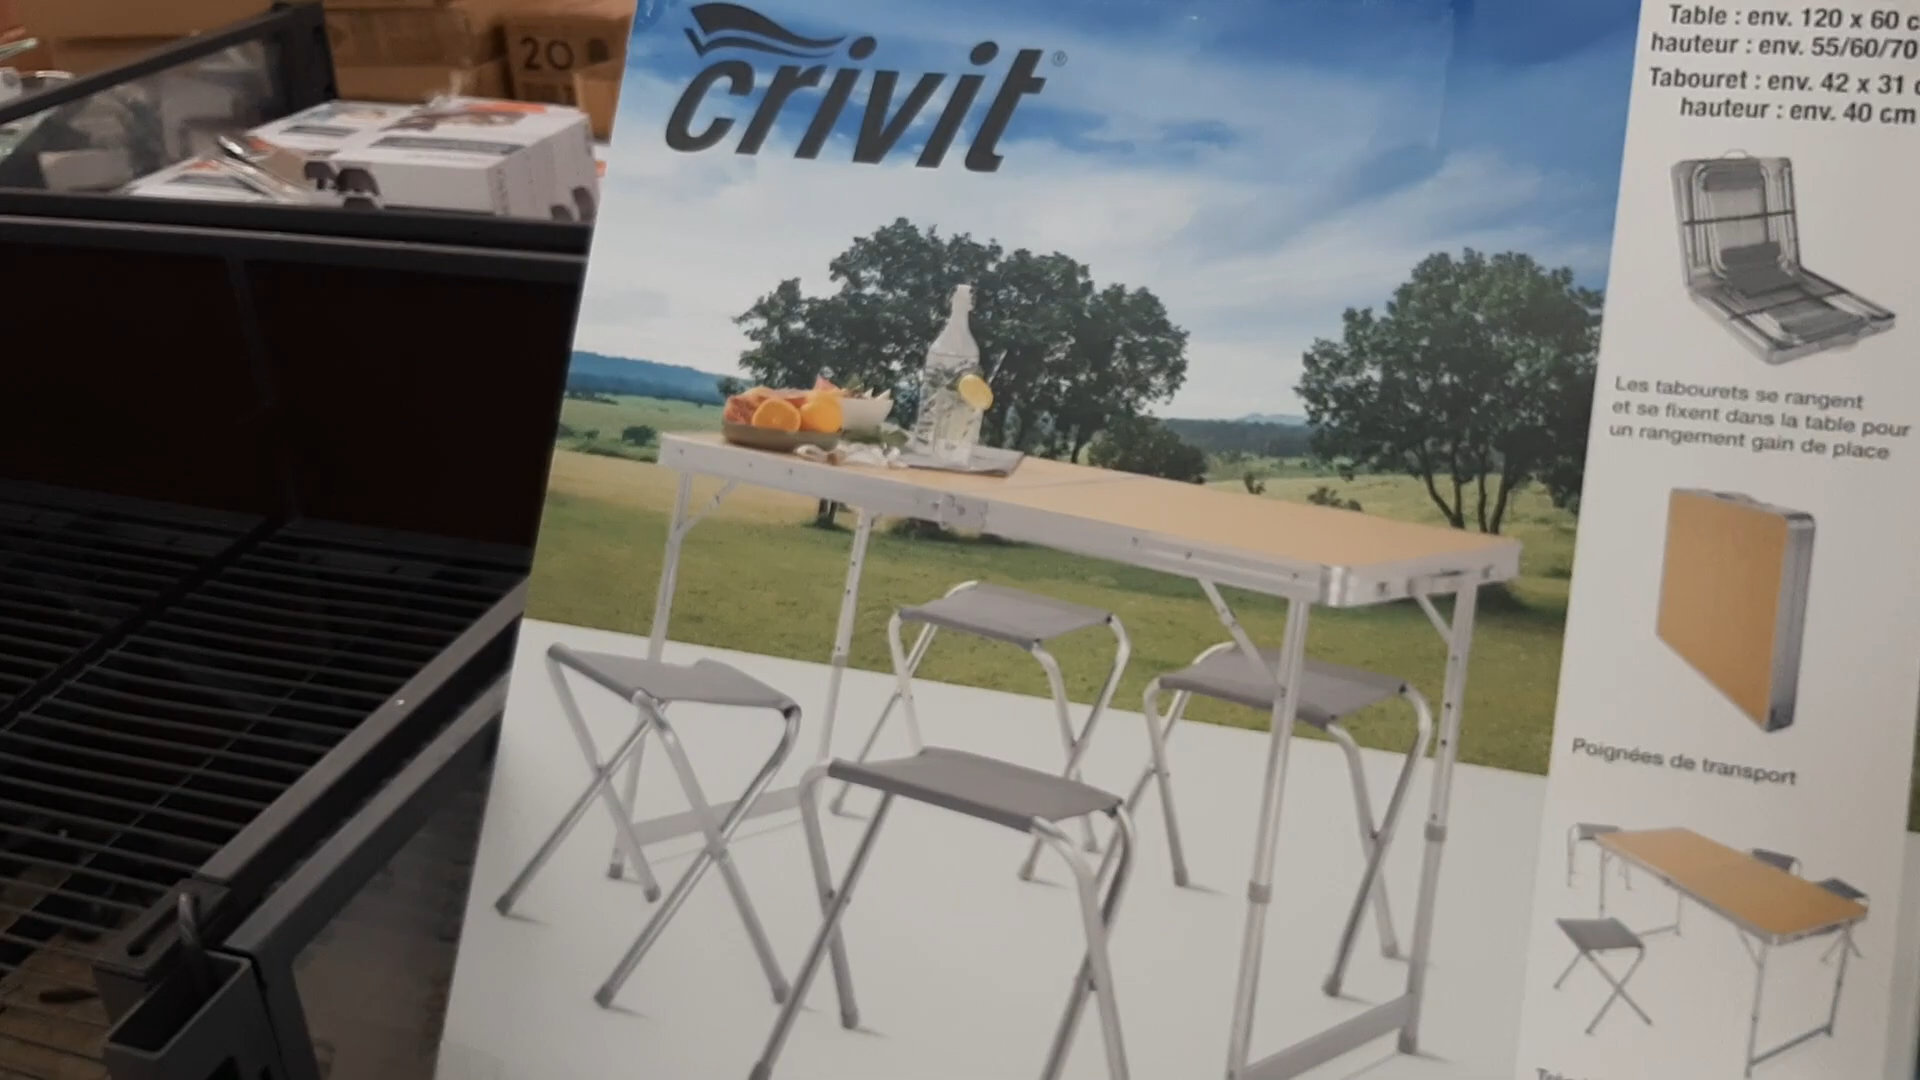 20
crivit®
Table : env. 120 x 60 c
hauteur : env. 55/60/70
Tabouret : env. 42 x 31
hauteur : env. 40 cm
Les tabourets se rangent
et se fixent dans la table pour
un rangement gain de place
Poignées de transport